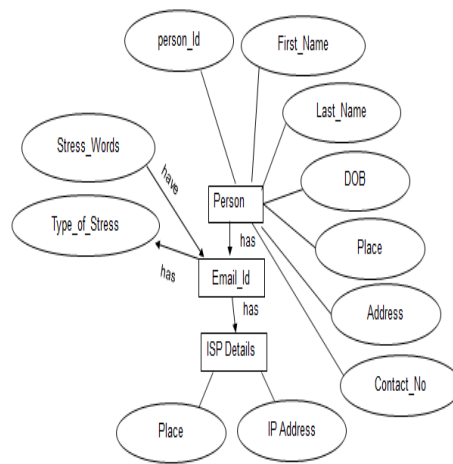 person_Id
First_Name
Last_Name
Stress_Words
have
DOB
Person
Type_of_Stress
has
Place
has
Email_Id
has
Address
ISP Details
Contact_No
Place
IP Address